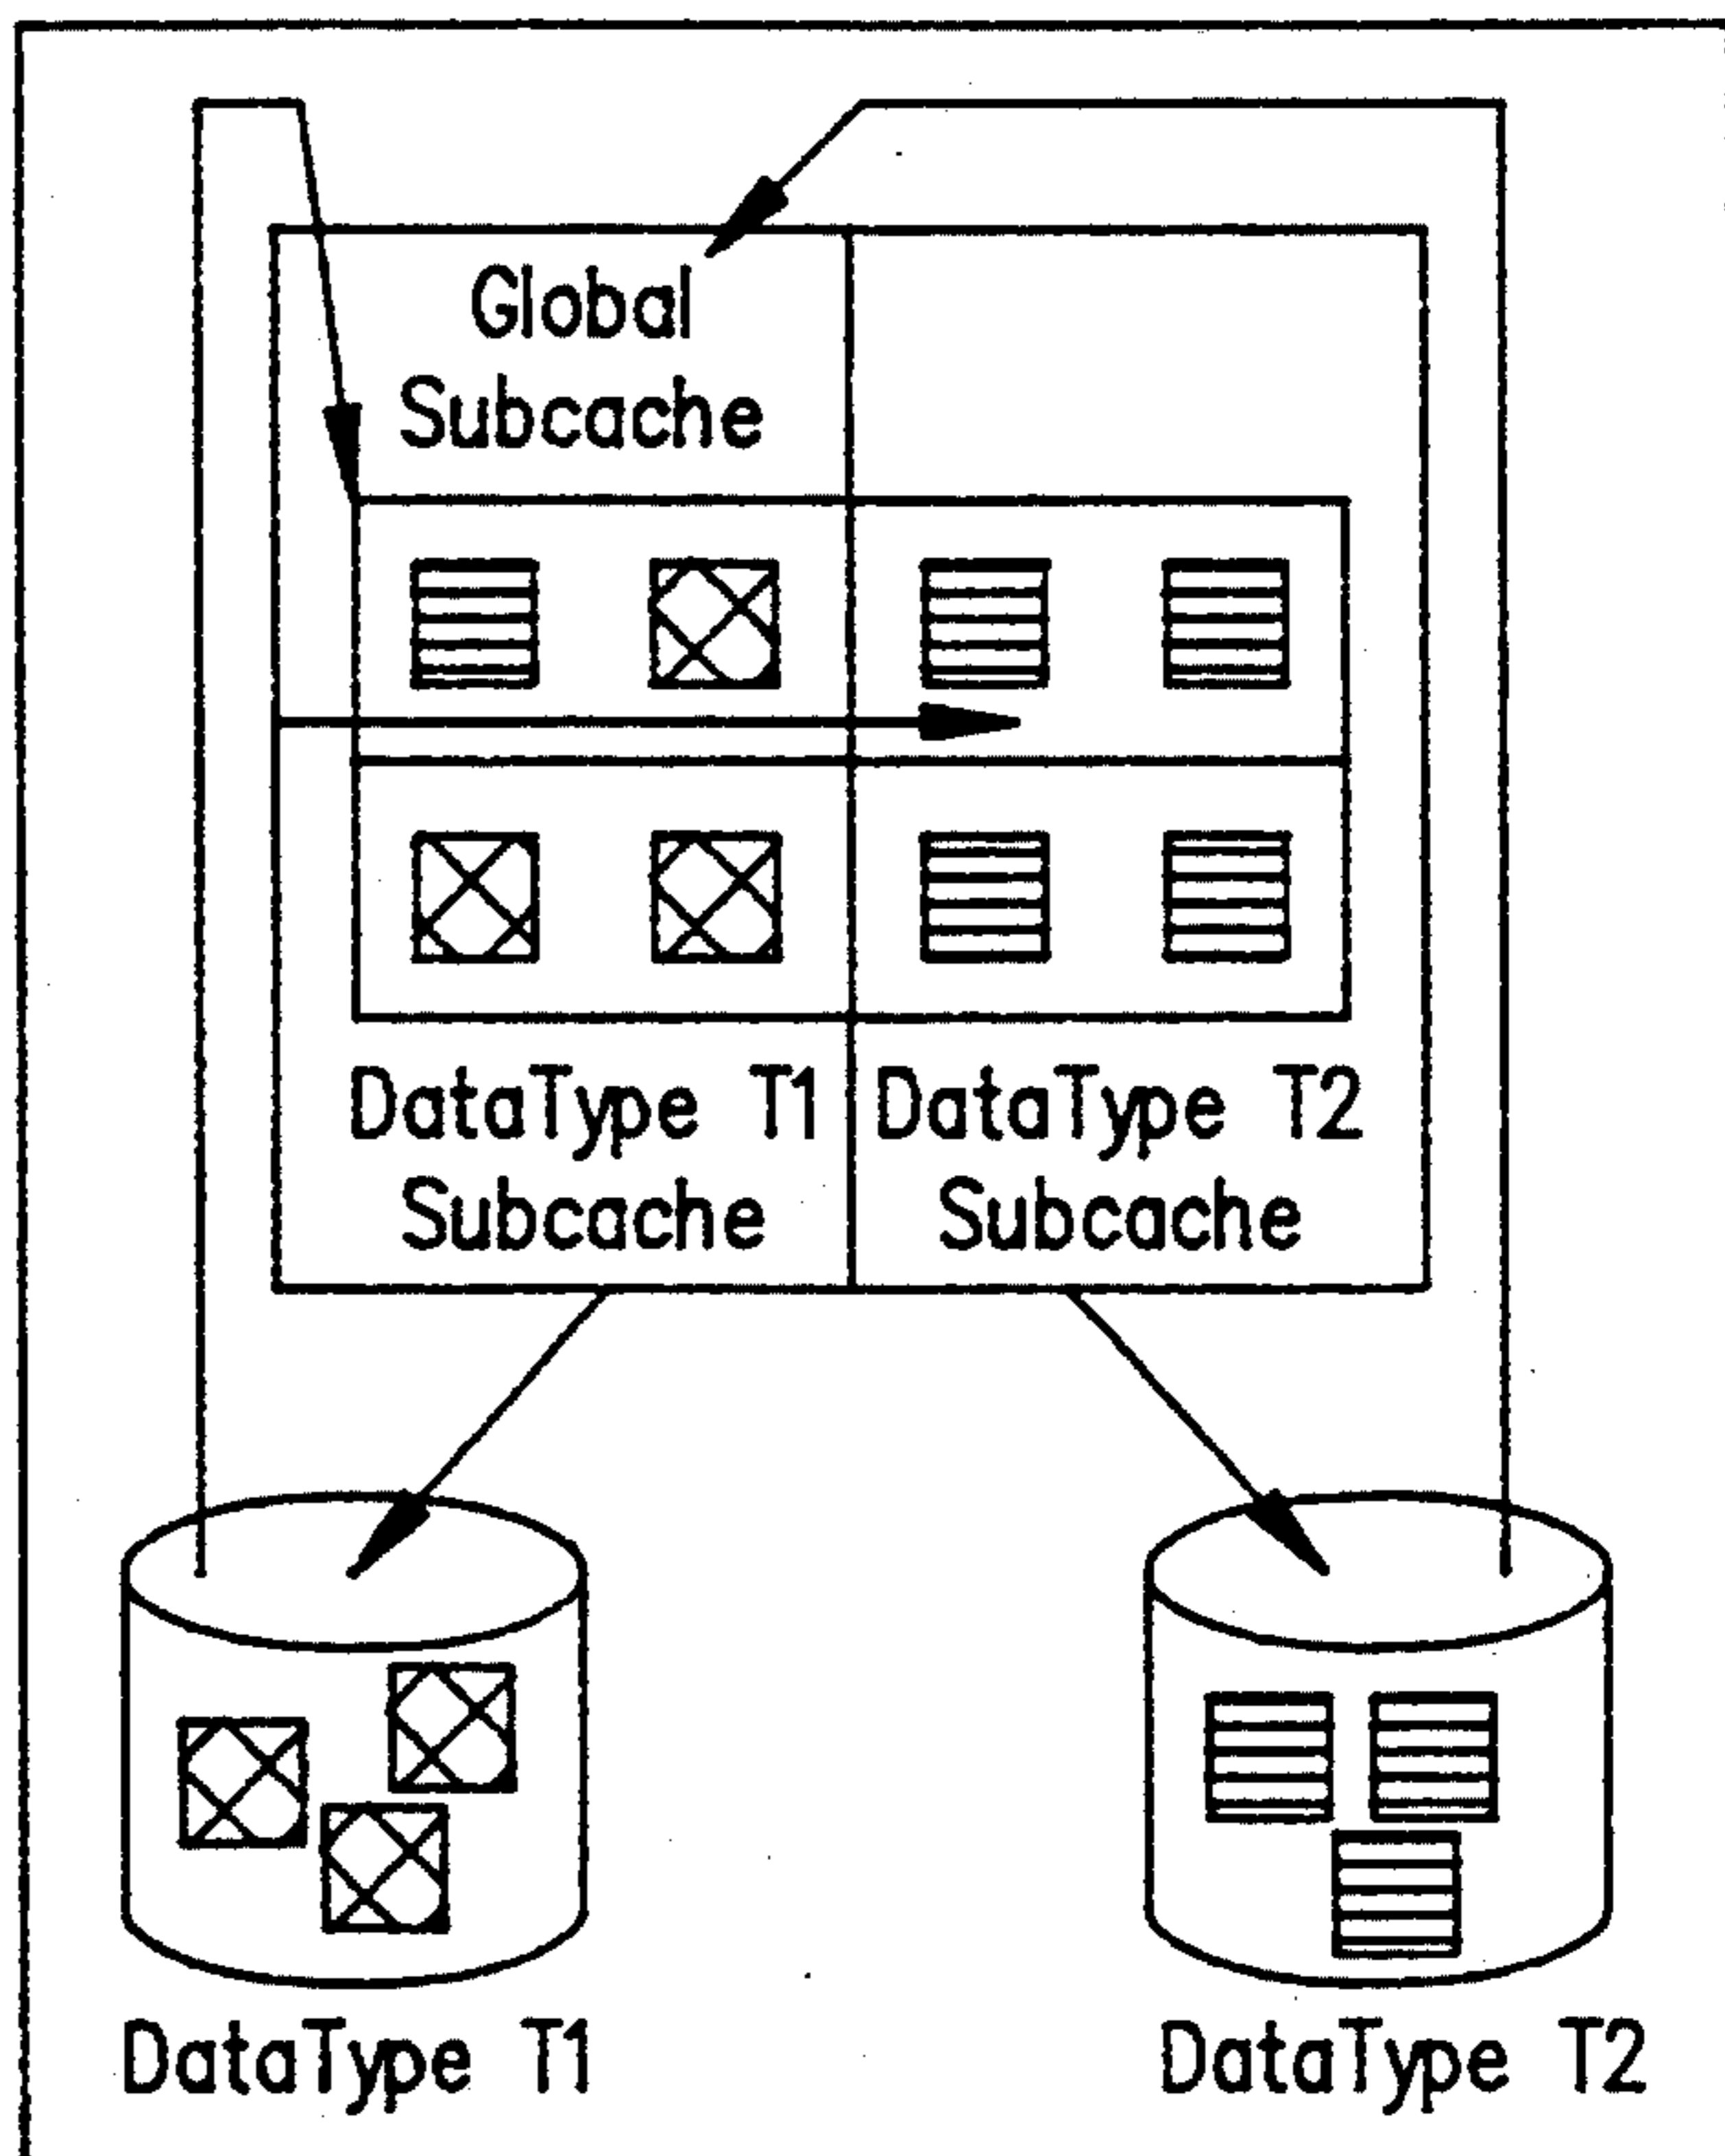 Global
Subcache
DataType T1
Subcache
DataType T2
Subcache
DataType T1
DataType T2